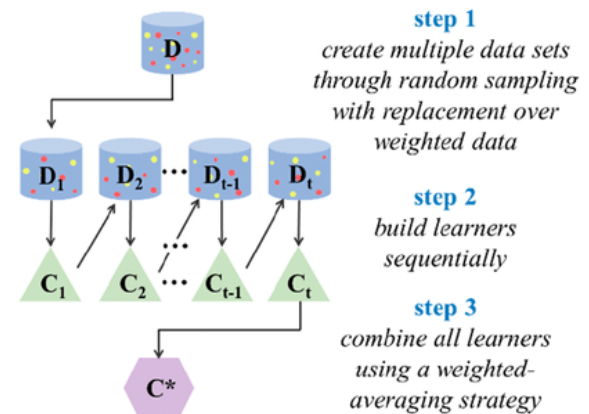 step 1
create multiple data sets
through random sampling
with replacement over
weighted data
D
D1 D2 ... Dt-1 Dt
step 2
build learners
sequentially
...
C1 C2 ... Ct-1 Ct
step 3
combine all learners
using a weighted-
averaging strategy
C*